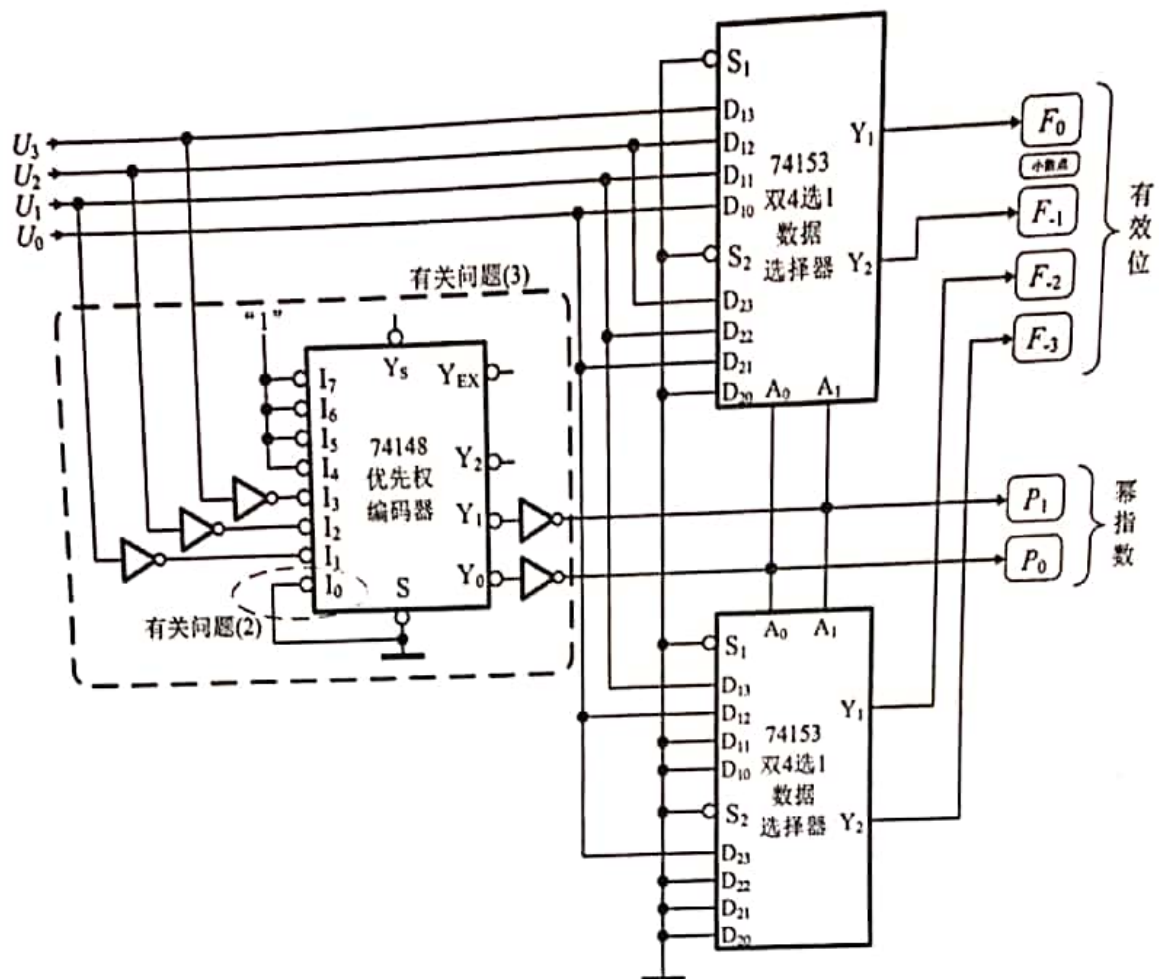 U₃
U₂
U₁
U₀
S₁
D₁₃
D₁₂
D₁₁
D₁₀
S₂
D₂₃
D₂₂
D₂₁
D₂₀
A₀ A₁
Y₁
Y₂
74153
双4选1
数据
选择器
F₀
小数点
F₋₁
F₋₂
F₋₃
有效位
有关问题(3)
"1"
Yₛ
Y_EX
I₇
I₆
I₅
I₄
I₃
I₂
I₁
I₀
74148
优先权
编码器
Y₂
Y₁
Y₀
S
有关问题(2)
P₁
P₀
幂指数
A₀ A₁
S₁
D₁₃
D₁₂
D₁₁
D₁₀
S₂
D₂₃
D₂₂
D₂₁
D₂₀
74153
双4选1
数据
选择器
Y₁
Y₂